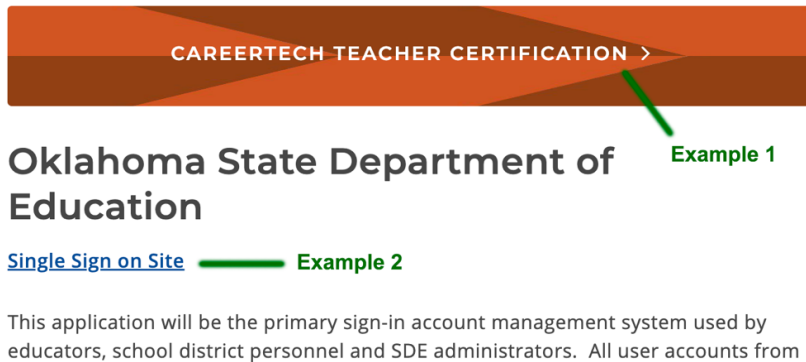 CAREERTECH TEACHER CERTIFICATION >
Example 1
Oklahoma State Department of
Education
Single Sign on Site
Example 2
This application will be the primary sign-in account management system used by
educators, school district personnel and SDE administrators.  All user accounts from